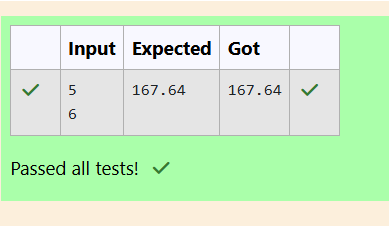 Input Expected Got
5 167.64 167.64
6
Passed all tests!